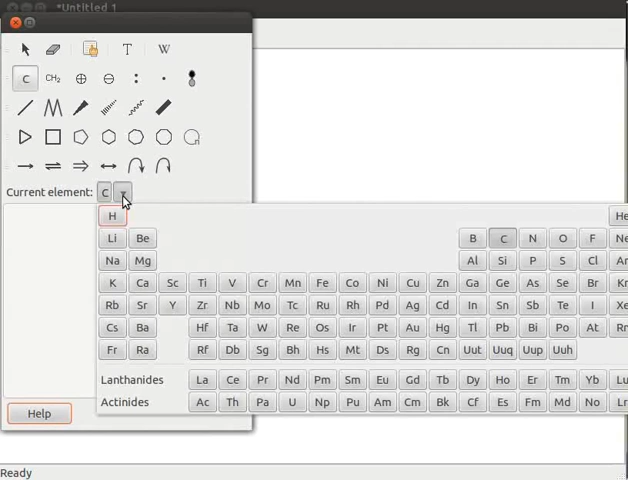 *Untitled 1
T W
C CH2
n
Current element: C
H He
Li Be B C N O F Ne
Na Mg Al Si P S Cl Ar
K Ca Sc Ti V Cr Mn Fe Co Ni Cu Zn Ga Ge As Se Br Kr
Rb Sr Y Zr Nb Mo Tc Ru Rh Pd Ag Cd In Sn Sb Te I Xe
Cs Ba Hf Ta W Re Os Ir Pt Au Hg Tl Pb Bi Po At Rn
Fr Ra Rf Db Sg Bh Hs Mt Ds Rg Cn Uut Uuq Uup Uuh
Lanthanides La Ce Pr Nd Pm Sm Eu Gd Tb Dy Ho Er Tm Yb Lu
Actinides Ac Th Pa U Np Pu Am Cm Bk Cf Es Fm Md No Lr
Help
Ready